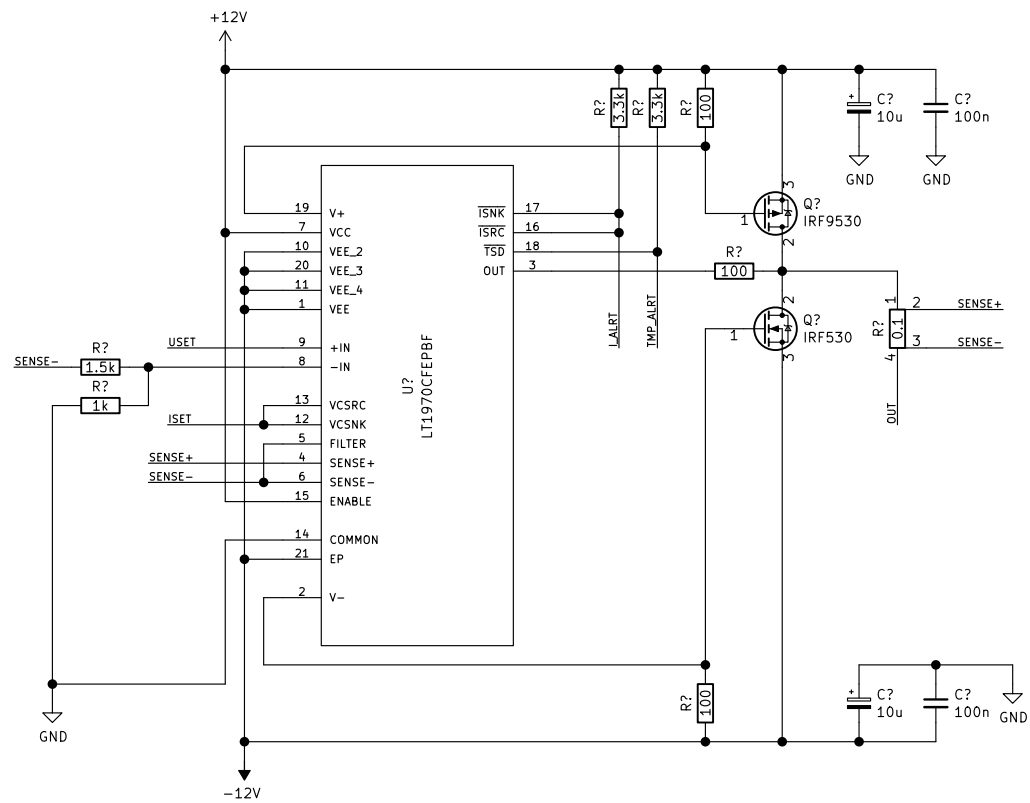 +12V
R?
3.3k
R?
3.3k
R?
100
C?
10u
C?
100n
GND
GND
19
V+
7
VCC
10
VEE_2
20
VEE_3
11
VEE_4
1
VEE
9
+IN
8
-IN
13
VCSRC
12
VCSNK
5
FILTER
4
SENSE+
6
SENSE-
15
ENABLE
14
COMMON
21
EP
2
V-
ISNK
17
ISRC
16
TSD
18
OUT
3
U?
LT1970CFEPBF
USET
SENSE-
R?
1.5k
R?
1k
ISET
SENSE+
SENSE-
I_ALRT
TMP_ALRT
R?
100
3
1
2
Q?
IRF9530
2
1
3
Q?
IRF530
1
2
SENSE+
R?
0.1
3
SENSE-
4
OUT
GND
R?
100
+
C?
10u
C?
100n
GND
-12V